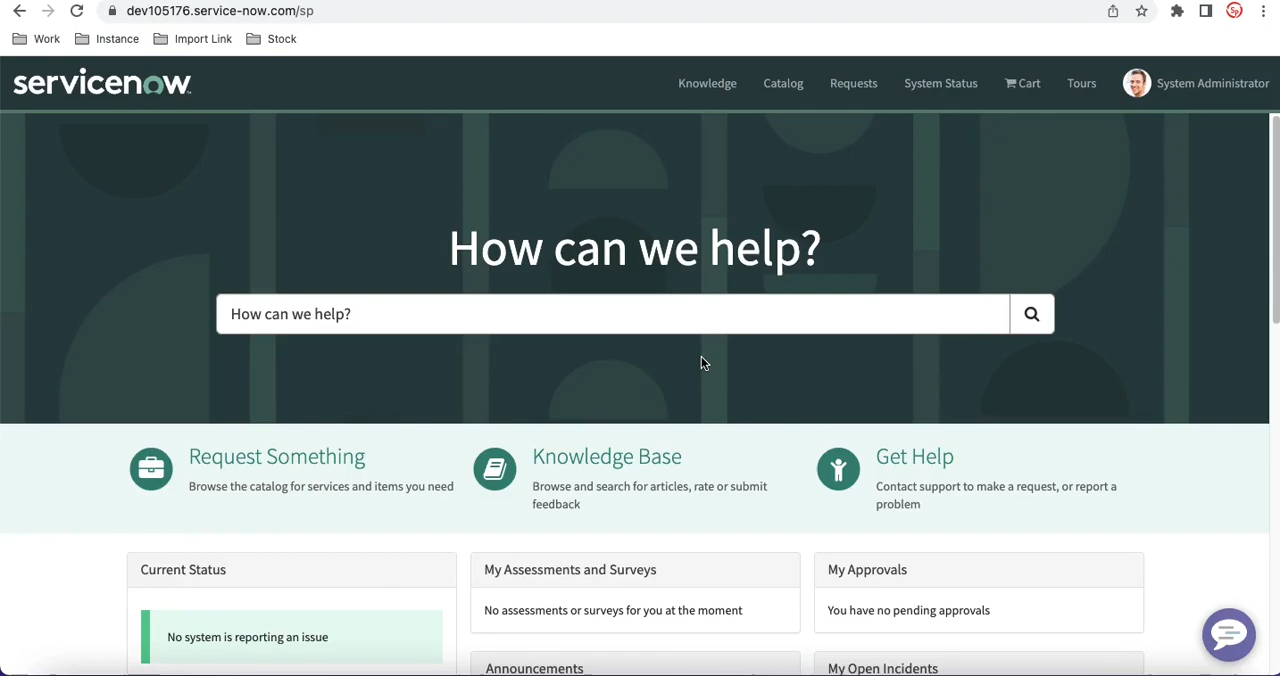 dev105176.service-now.com/sp
Work Instance Import Link Stock
servicenow
Knowledge Catalog Requests System Status Cart Tours System Administrator
How can we help?
How can we help?
Request Something
Browse the catalog for services and items you need
Knowledge Base
Browse and search for articles, rate or submit
feedback
Get Help
Contact support to make a request, or report a
problem
Current Status
No system is reporting an issue
My Assessments and Surveys
No assessments or surveys for you at the moment
My Approvals
You have no pending approvals
Announcements
My Open Incidents